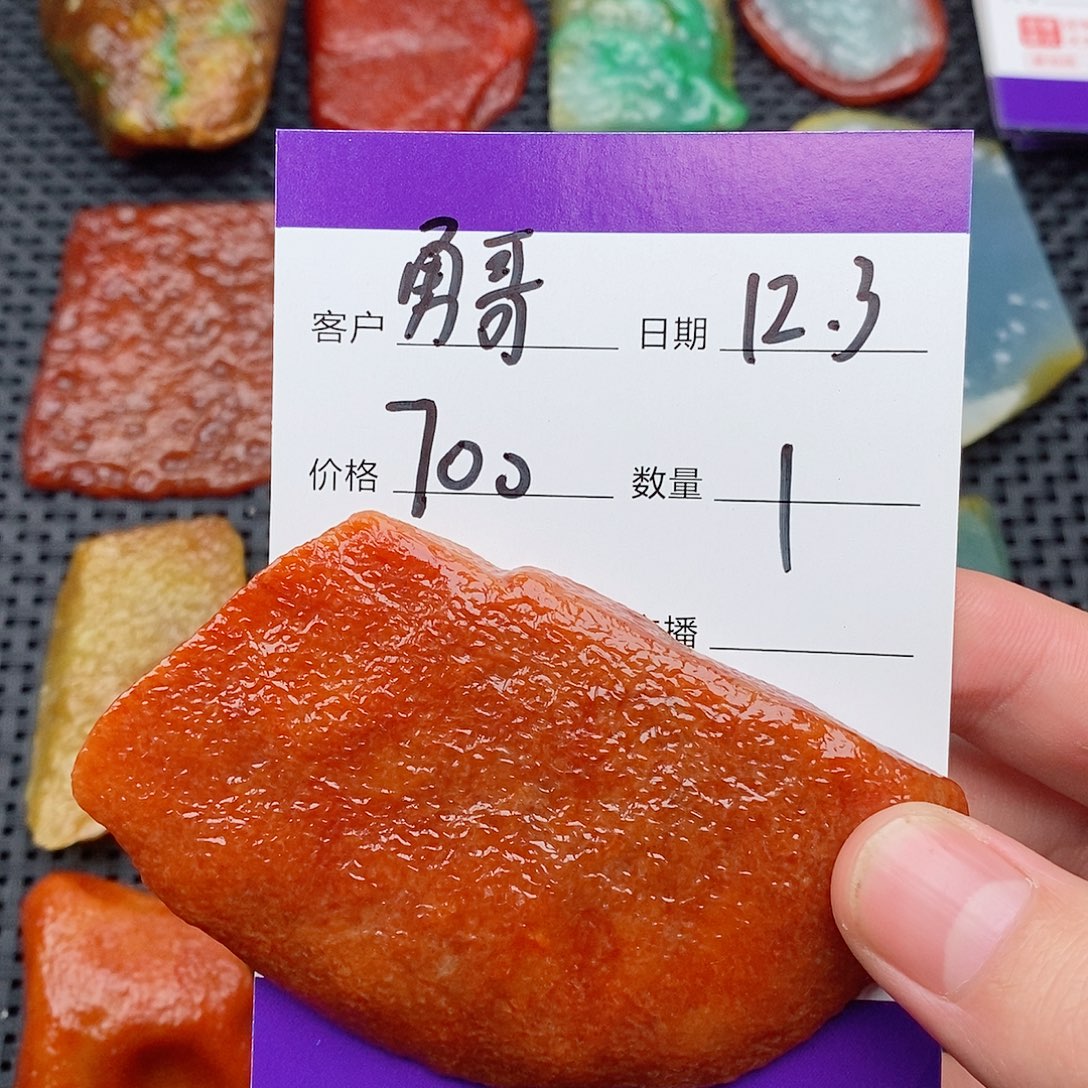 客户 勇哥 日期 12.3
价格 700 数量 1
播